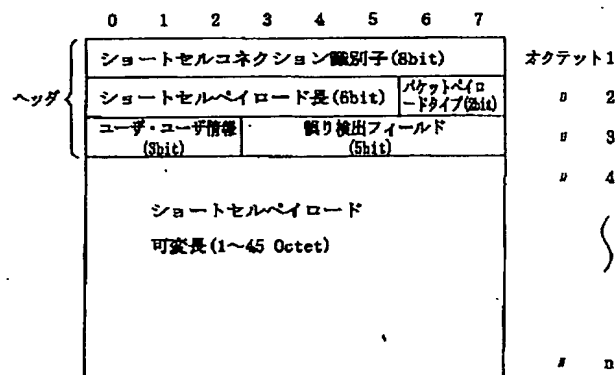 0 1 2 3 4 5 6 7
ショートセルコネクション識別子(8bit) オクテット1
ヘッダ ショートセルペイロード長(6bit) パケットペイロ
ードタイプ(2bit) 〃 2
ユーザ・ユーザ情報
(3bit) 誤り検出フィールド
(5bit) 〃 3
〃 4
ショートセルペイロード
可変長(1〜45 Octet)
〃 n